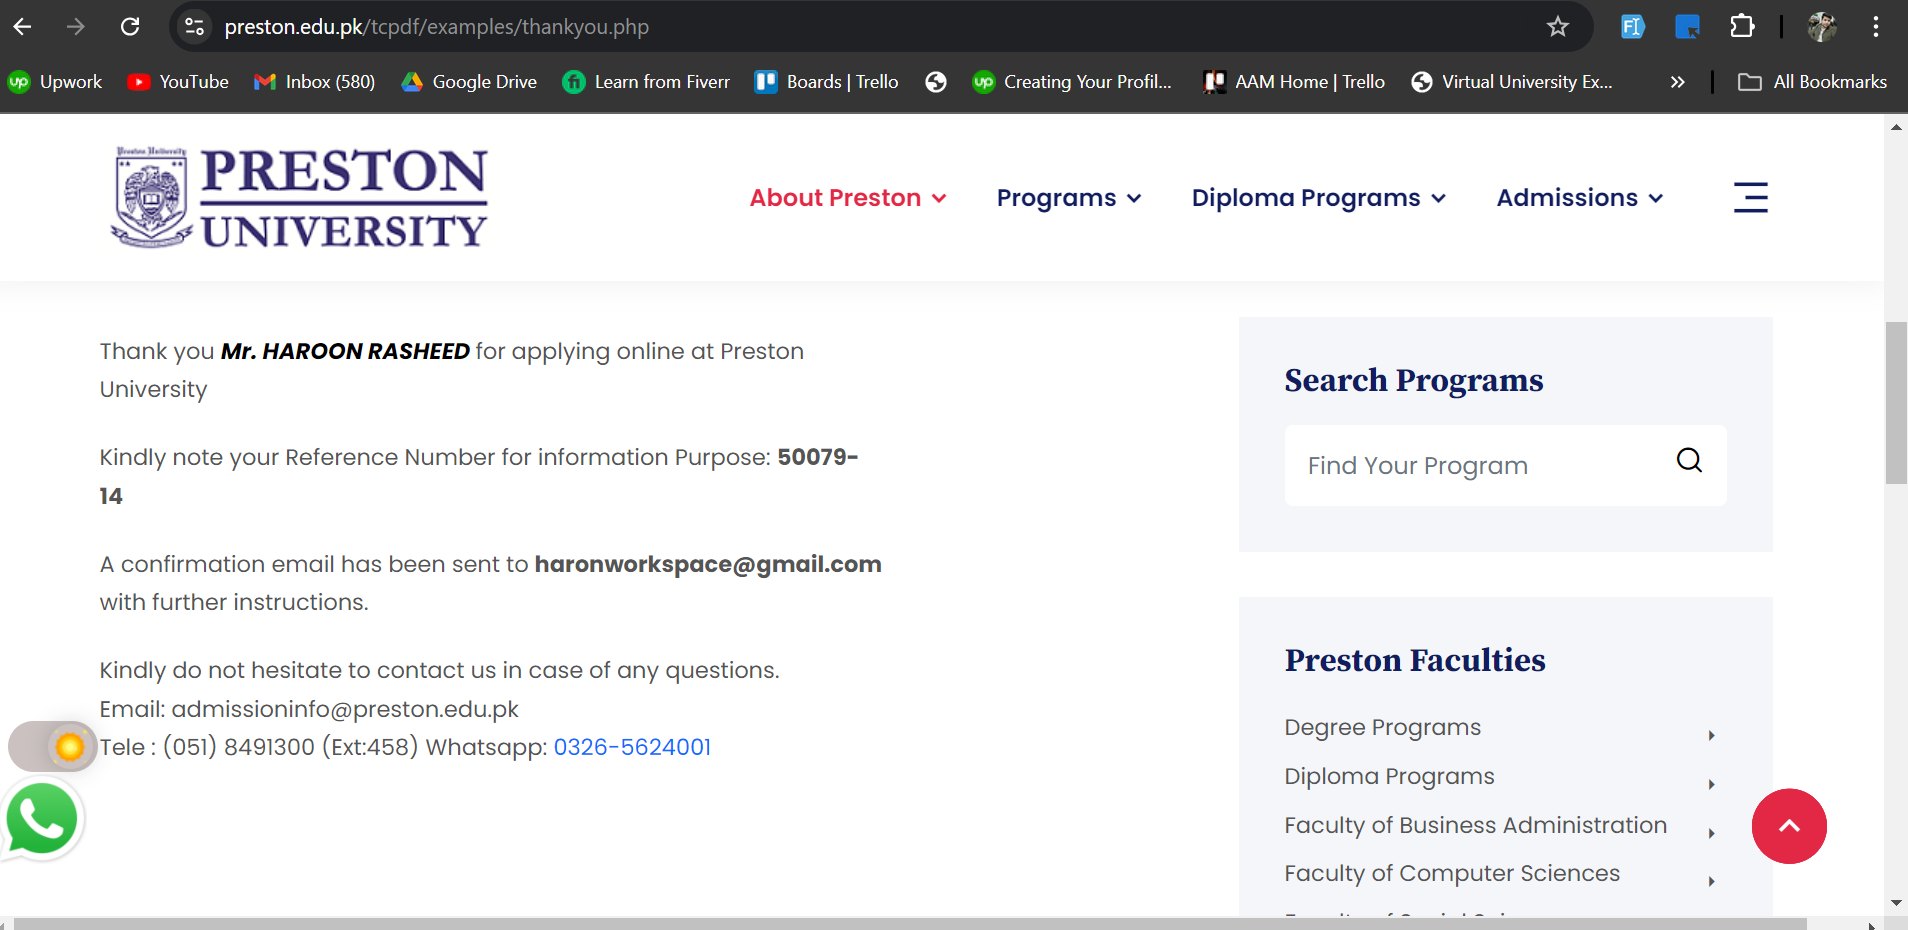 preston.edu.pk/tcpdf/examples/thankyou.php
Upwork YouTube Inbox (580) Google Drive Learn from Fiverr Boards | Trello Creating Your Profil... AAM Home | Trello Virtual University Ex... » All Bookmarks
Preston University
PRESTON
UNIVERSITY
About Preston Programs Diploma Programs Admissions
Thank you Mr. HAROON RASHEED for applying online at Preston
University
Kindly note your Reference Number for information Purpose: 50079-
14
A confirmation email has been sent to haronworkspace@gmail.com
with further instructions.
Kindly do not hesitate to contact us in case of any questions.
Email: admissioninfo@preston.edu.pk
Tele : (051) 8491300 (Ext:458) Whatsapp: 0326-5624001
Search Programs
Find Your Program
Preston Faculties
Degree Programs
Diploma Programs
Faculty of Business Administration
Faculty of Computer Sciences